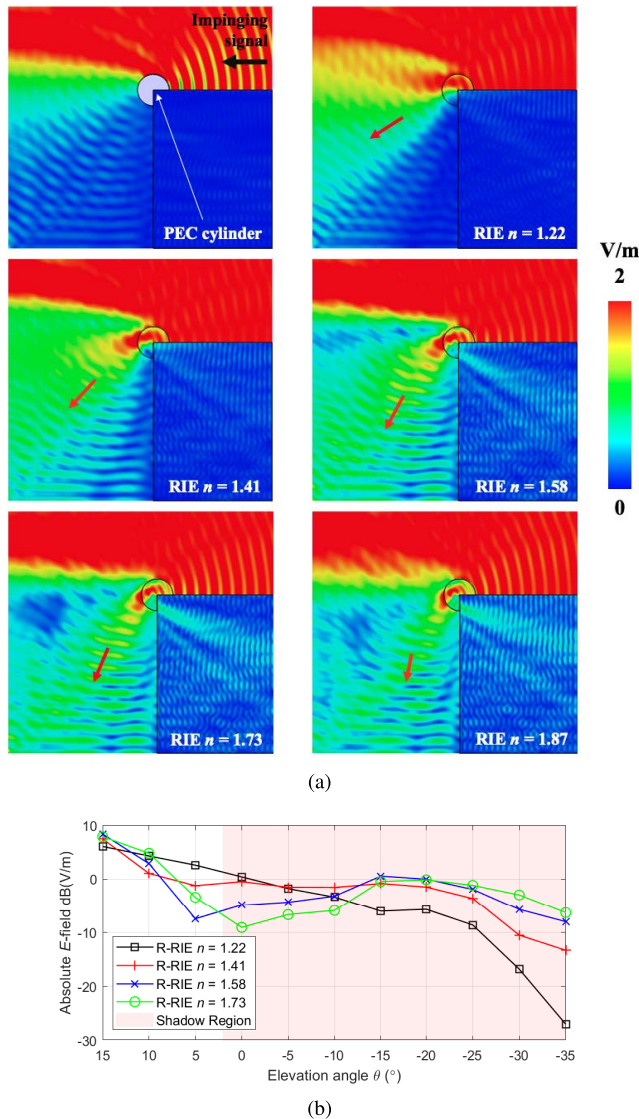 Impinging
signal
PEC cylinder
RIE n = 1.22
V/m
2
RIE n = 1.41
RIE n = 1.58
0
RIE n = 1.73
RIE n = 1.87
(a)
10
0
-10
-20
-30
Absolute E-field dB(V/m)
R-RIE n = 1.22
R-RIE n = 1.41
R-RIE n = 1.58
R-RIE n = 1.73
Shadow Region
15 10 5 0 -5 -10 -15 -20 -25 -30 -35
Elevation angle θ (°)
(b)